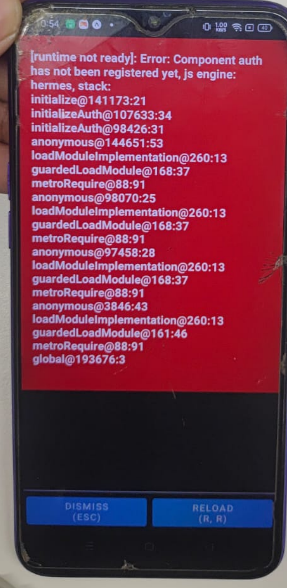 0:54
1.00
[runtime not ready]: Error: Component auth
has not been registered yet, js engine:
hermes, stack:
initialize@141173:21
initializeAuth@107633:34
initializeAuth@98426:31
anonymous@144651:53
loadModuleImplementation@260:13
guardedLoadModule@168:37
metroRequire@88:91
anonymous@98070:25
loadModuleImplementation@260:13
guardedLoadModule@168:37
metroRequire@88:91
anonymous@97458:28
loadModuleImplementation@260:13
guardedLoadModule@168:37
metroRequire@88:91
anonymous@3846:43
loadModuleImplementation@260:13
guardedLoadModule@161:46
metroRequire@88:91
global@193676:3
DISMISS
(ESC)
RELOAD
(R, R)